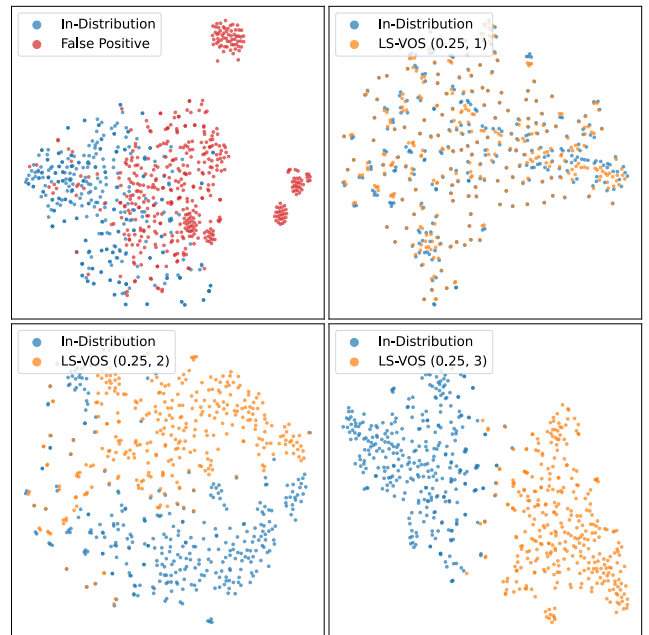 In-Distribution
False Positive
In-Distribution
LS-VOS (0.25, 1)
In-Distribution
LS-VOS (0.25, 2)
In-Distribution
LS-VOS (0.25, 3)